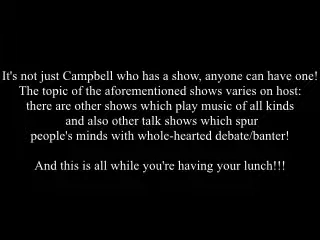 It's not just Campbell who has a show, anyone can have one!
The topic of the aforementioned shows varies on host:
there are other shows which play music of all kinds
and also other talk shows which spur
people's minds with whole-hearted debate/banter!
And this is all while you're having your lunch!!!